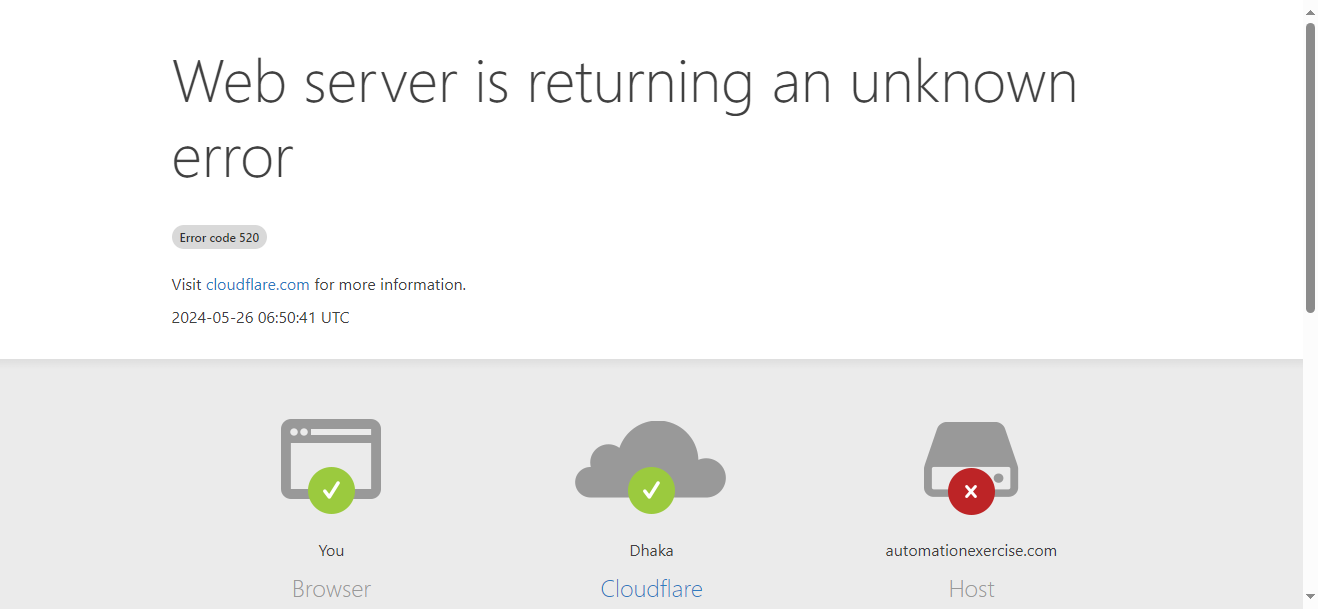 Web server is returning an unknown
error
Error code 520
Visit cloudflare.com for more information.
2024-05-26 06:50:41 UTC
You
Browser
Dhaka
Cloudflare
automationexercise.com
Host